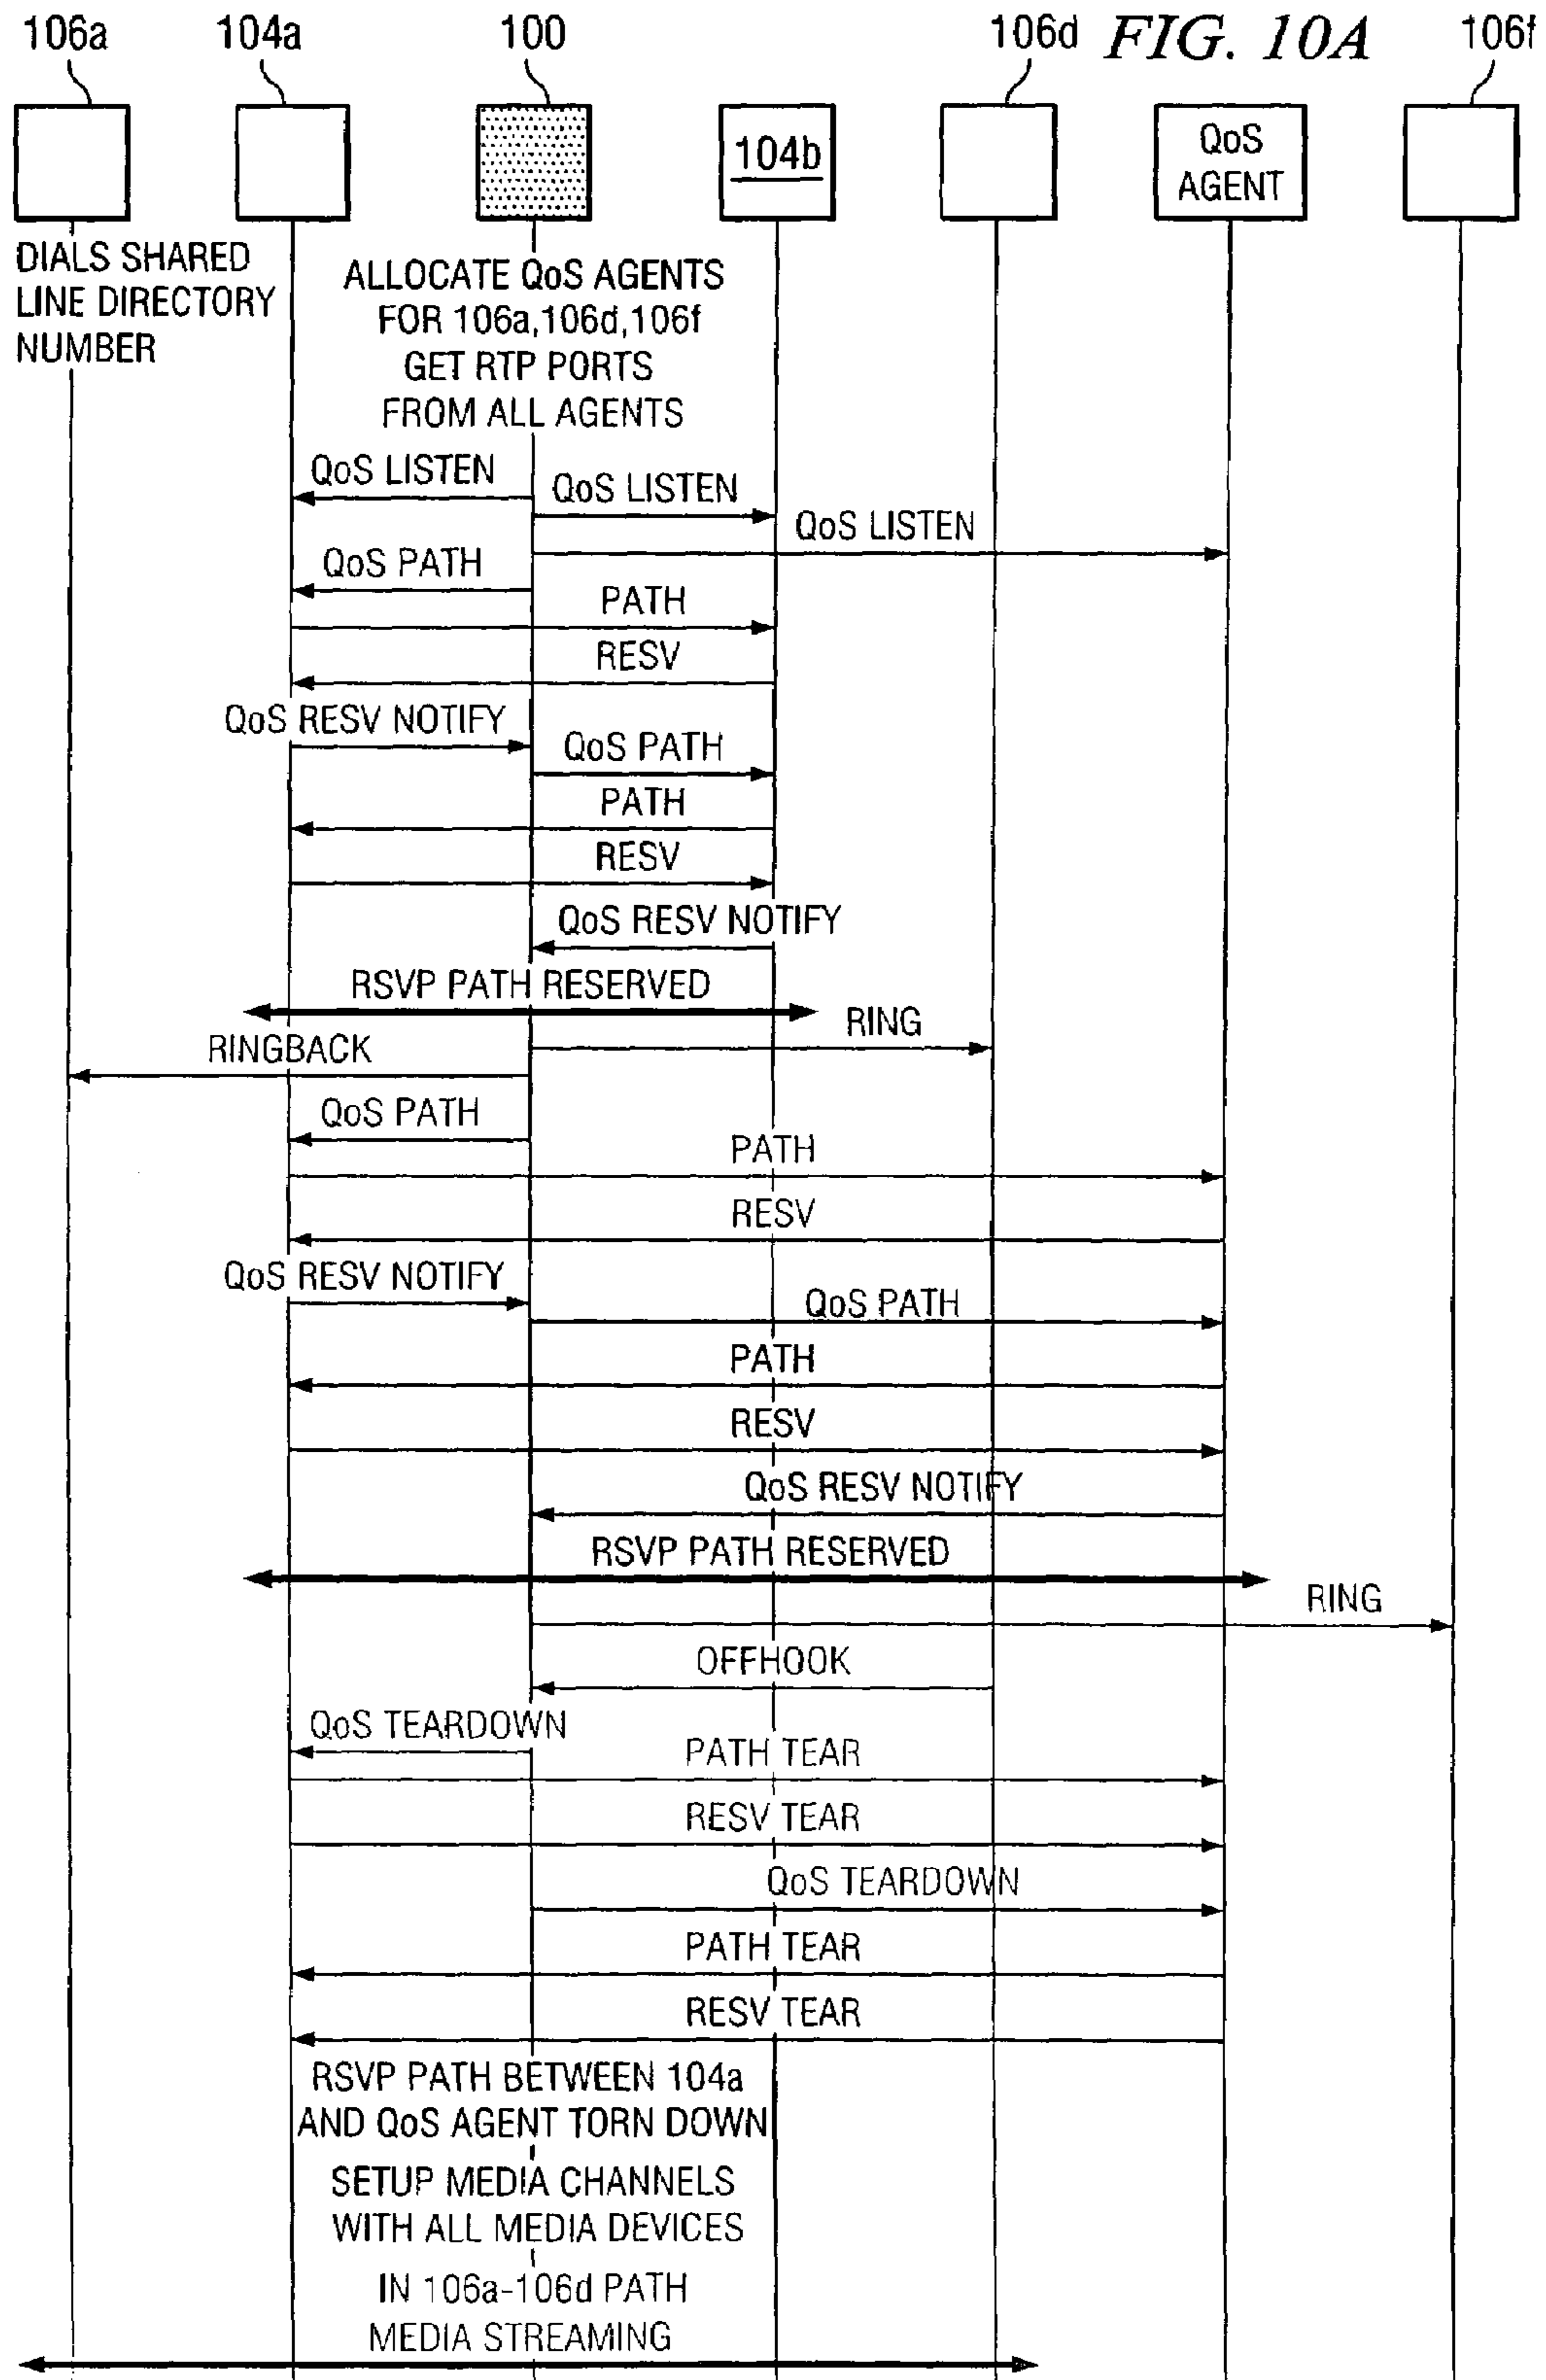 106a
104a
100
106d
FIG. 10A
106f
104b
QoS
AGENT
DIALS SHARED
LINE DIRECTORY
NUMBER
ALLOCATE QoS AGENTS
FOR 106a,106d,106f
GET RTP PORTS
FROM ALL AGENTS
QoS LISTEN
QoS LISTEN
QoS LISTEN
QoS PATH
PATH
RESV
QoS RESV NOTIFY
QoS PATH
PATH
RESV
QoS RESV NOTIFY
RSVP PATH RESERVED
RING
RINGBACK
QoS PATH
PATH
RESV
QoS RESV NOTIFY
QoS PATH
PATH
RESV
QoS RESV NOTIFY
RSVP PATH RESERVED
RING
OFFHOOK
QoS TEARDOWN
PATH TEAR
RESV TEAR
QoS TEARDOWN
PATH TEAR
RESV TEAR
RSVP PATH BETWEEN 104a
AND QoS AGENT TORN DOWN
SETUP MEDIA CHANNELS
WITH ALL MEDIA DEVICES
IN 106a-106d PATH
MEDIA STREAMING